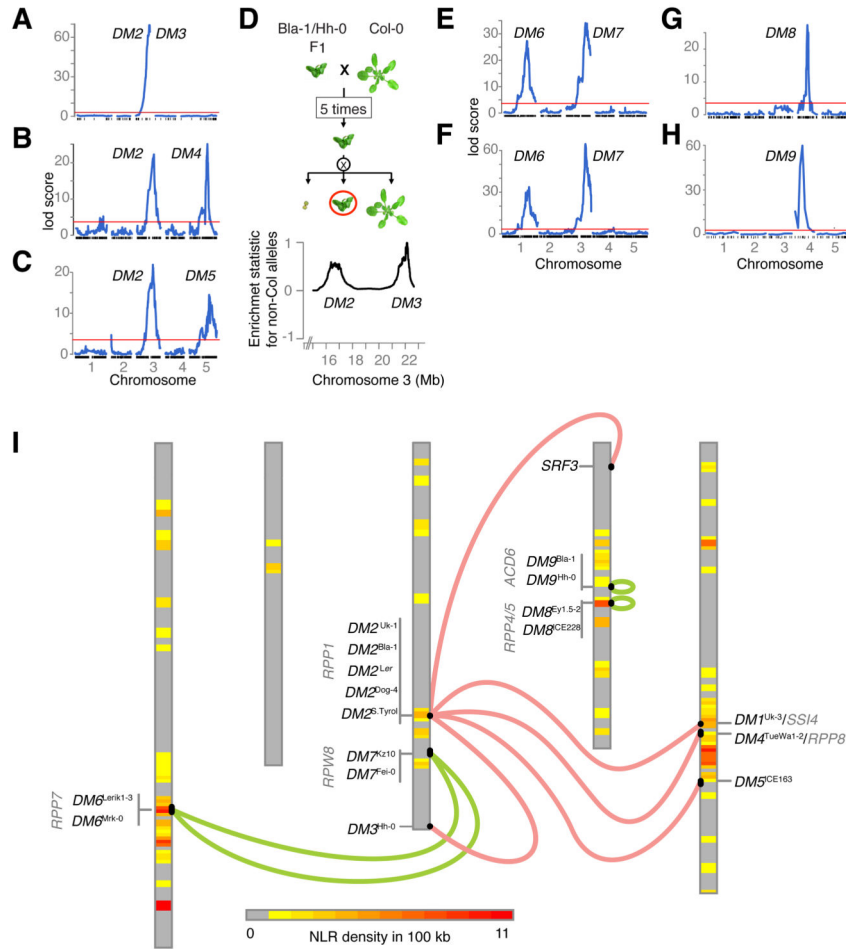 A
DM2 DM3
60
40
20
0
B
DM2 DM4
20
10
0
lod score
C
DM2 DM5
20
10
0
1 2 3 4 5
Chromosome
D
Bla-1/Hh-0 Col-0
F1
X
5 times
X
1
0
-1
Enrichmet statistic
for non-Col alleles
DM2 DM3
16 18 20 22
Chromosome 3 (Mb)
E
DM6 DM7
30
20
10
0
lod score
F
DM6 DM7
60
40
20
0
1 2 3 4 5
Chromosome
G
DM8
30
20
10
0
H
DM9
60
30
0
1 2 3 4 5
Chromosome
I
SRF3
ACD6
DM9Bla-1
DM9Hh-0
RPP4/5
DM8Ey1.5-2
DM8ICE228
RPP1
DM2Uk-1
DM2Bla-1
DM2Ler
DM2Dog-4
DM2S.Tyrol
DM1Uk-3/SSI4
DM4TueWa1-2/RPP8
DM5ICE163
RPW8
DM7Kz10
DM7Fei-0
RPP7
DM6Lerik1-3
DM6Mrk-0
DM3Hh-0
0 NLR density in 100 kb 11